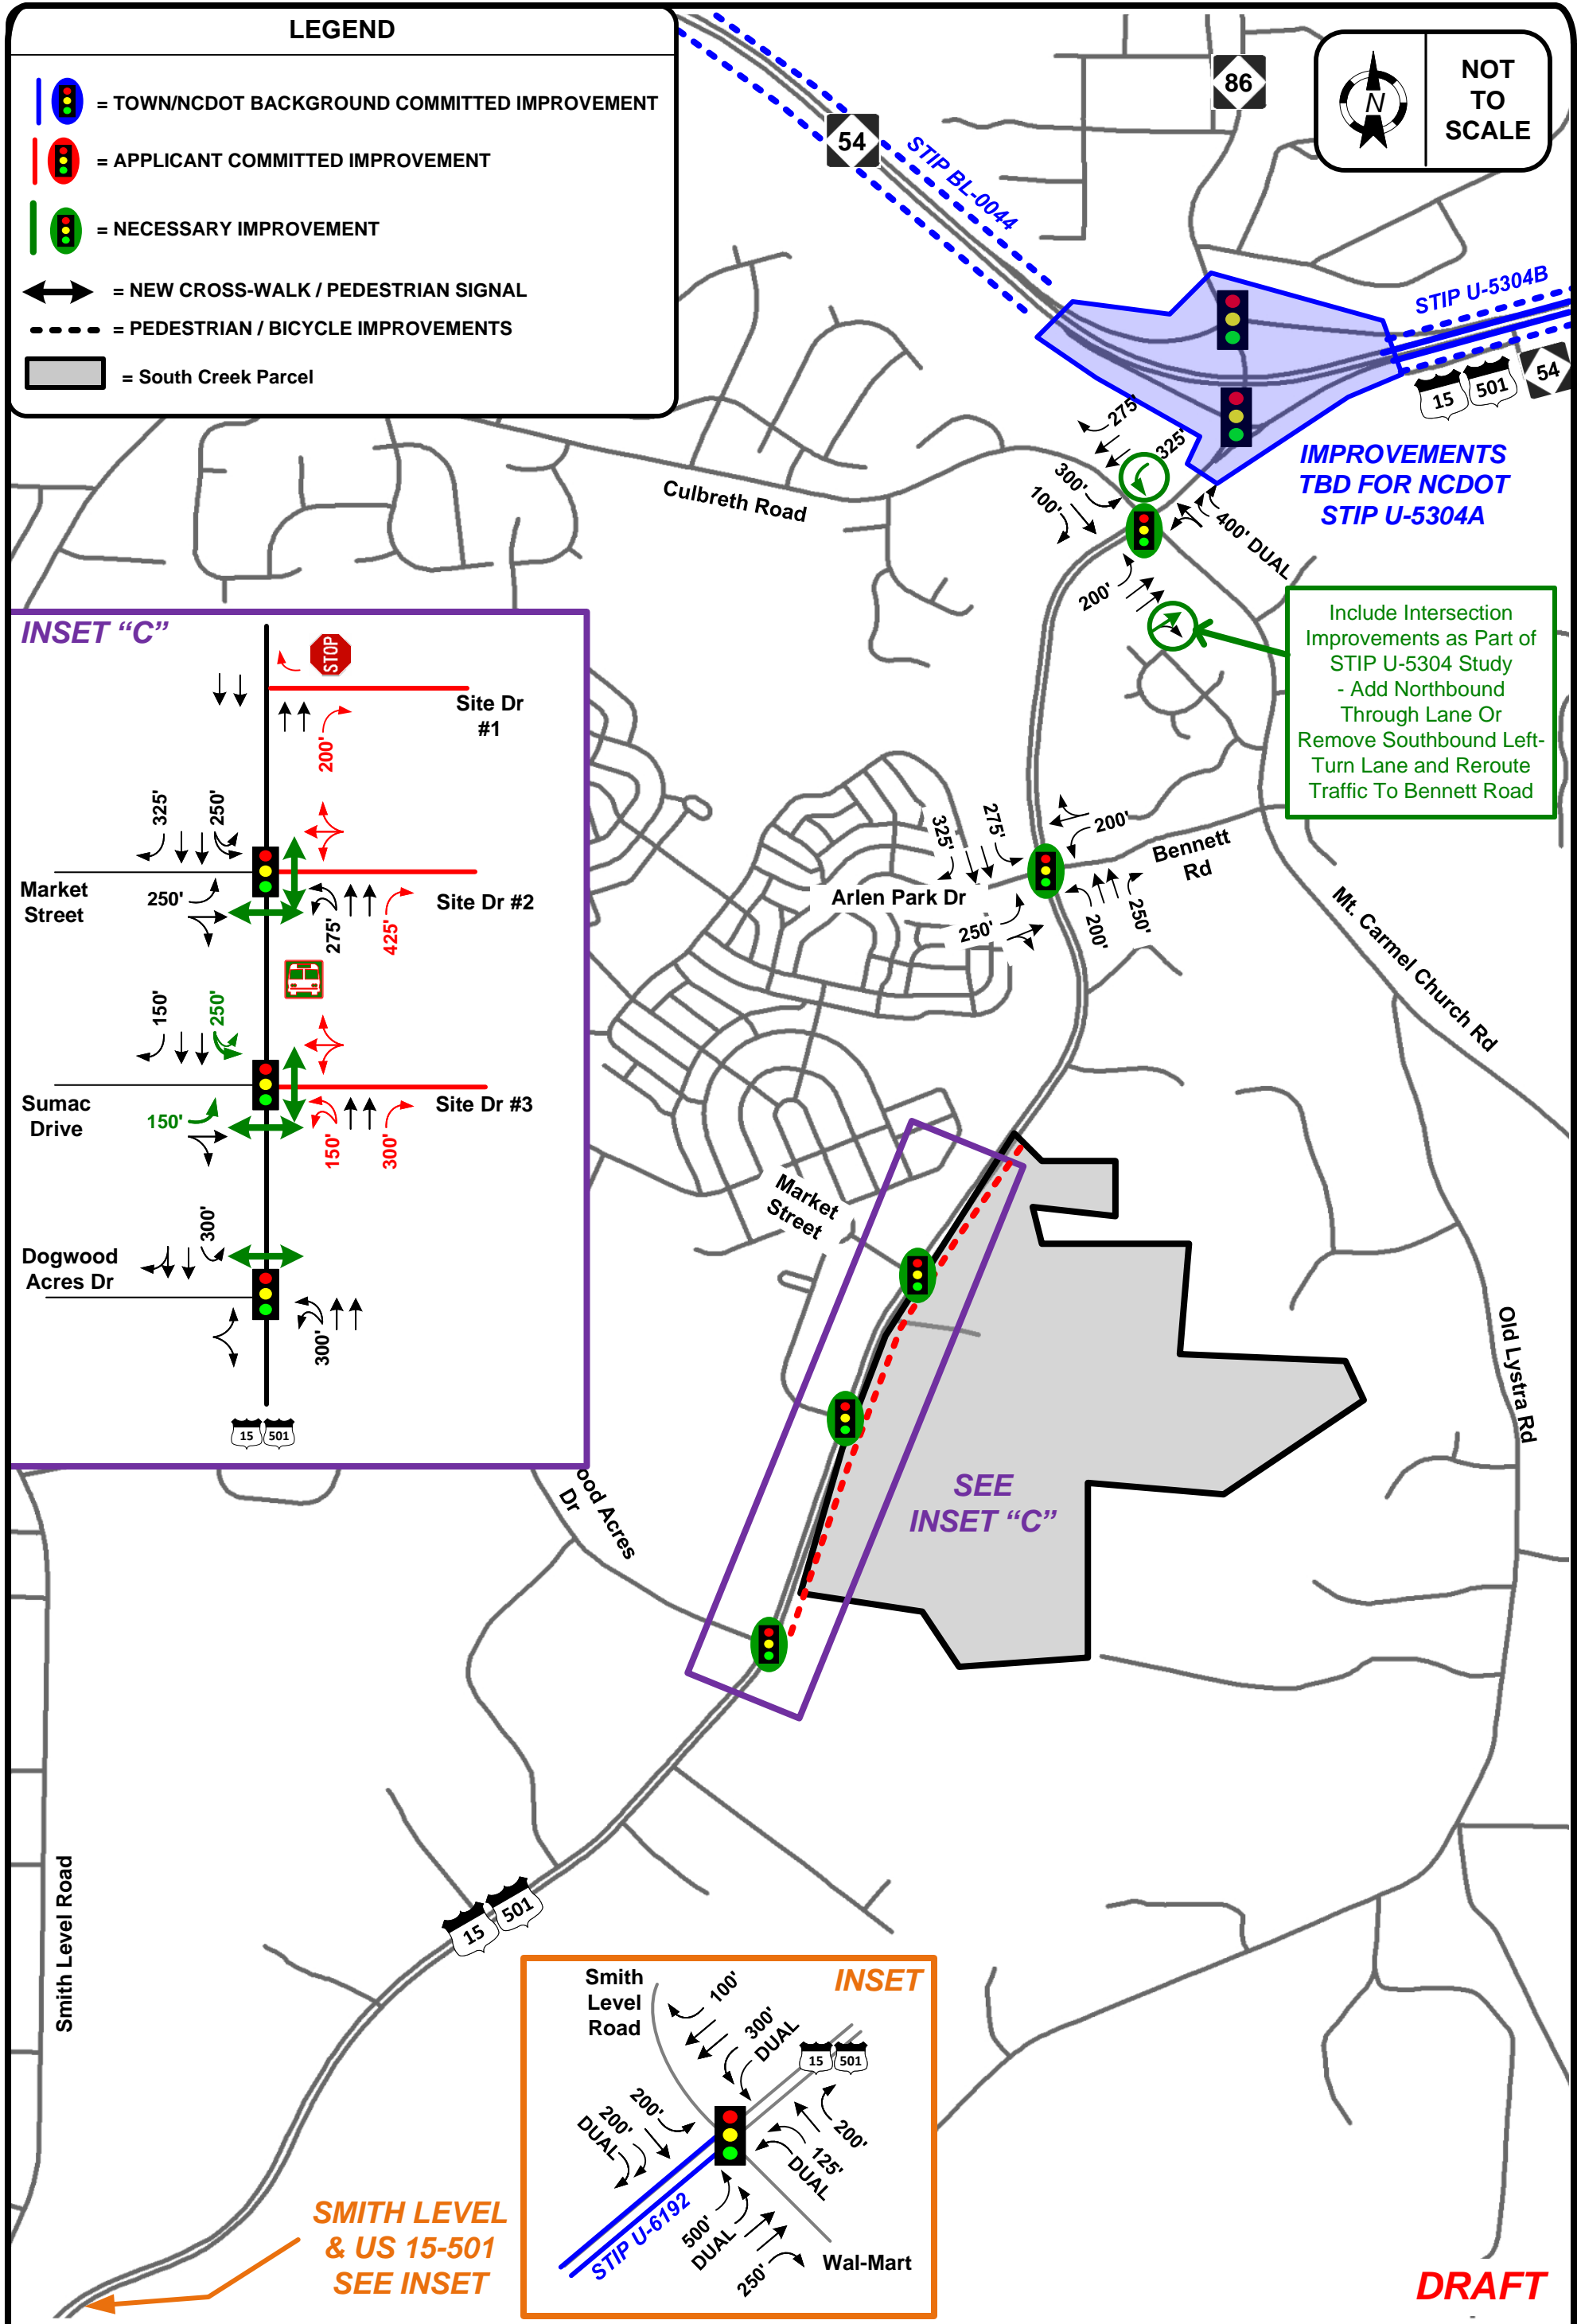 LEGEND
= TOWN/NCDOT BACKGROUND COMMITTED IMPROVEMENT
= APPLICANT COMMITTED IMPROVEMENT
= NECESSARY IMPROVEMENT
= NEW CROSS-WALK / PEDESTRIAN SIGNAL
= PEDESTRIAN / BICYCLE IMPROVEMENTS
= South Creek Parcel
86
N
NOT
TO
SCALE
54
STIP BL-0044
STIP U-5304B
15
501
54
IMPROVEMENTS
TBD FOR NCDOT
STIP U-5304A
275'
325'
300'
100'
400' DUAL
200'
Culbreth Road
Include Intersection
Improvements as Part of
STIP U-5304 Study
- Add Northbound
Through Lane Or
Remove Southbound Left-
Turn Lane and Reroute
Traffic To Bennett Road
325'
275'
200'
Bennett
Rd
Arlen Park Dr
250'
200'
250'
Mt. Carmel Church Rd
INSET "C"
STOP
Site Dr
#1
200'
325'
250'
Market
Street
250'
Site Dr #2
275'
425'
150'
250'
Sumac
Drive
150'
Site Dr #3
150'
300'
Dogwood
Acres Dr
300'
300'
15
501
Market
Street
SEE
INSET “C”
Old Lystra Rd
ood Acres
Dr
Smith Level Road
15
501
INSET
Smith
Level
Road
100'
300'
DUAL
15
501
200'
200'
DUAL
200'
125'
DUAL
STIP U-6192
500'
DUAL
250'
Wal-Mart
SMITH LEVEL
& US 15-501
SEE INSET
DRAFT